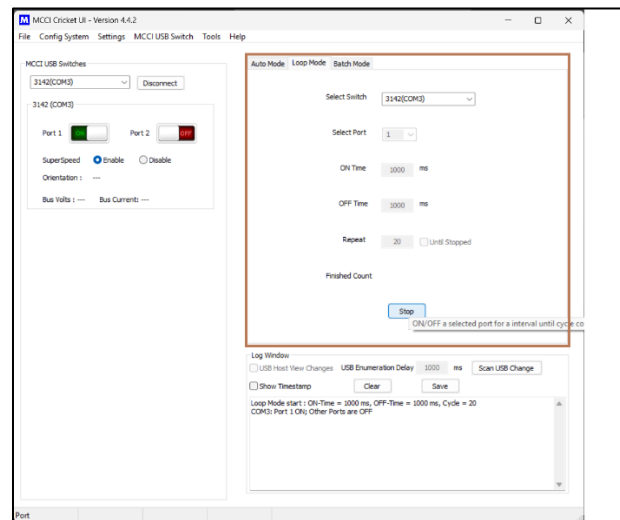 MCCI Cricket UI - Version 4.4.2
File Config System Settings MCCI USB Switch Tools Help
MCCI USB Switches
3142(COM3)
Disconnect
3142 (COM3)
Port 1 ON Port 2 OFF
SuperSpeed Enable Disable
Orientation : ---
Bus Volts : --- Bus Current: ---
Auto Mode Loop Mode Batch Mode
Select Switch 3142(COM3)
Select Port 1
ON Time 1000 ms
OFF Time 1000 ms
Repeat 20 Until Stopped
Finished Count
Stop
ON/OFF a selected port for a interval until cycle co
Log Window
USB Host View Changes USB Enumeration Delay 1000 ms Scan USB Change
Show Timestamp Clear Save
Loop Mode start : ON-Time = 1000 ms, OFF-Time = 1000 ms, Cycle = 20
COM3: Port 1 ON; Other Ports are OFF
Port